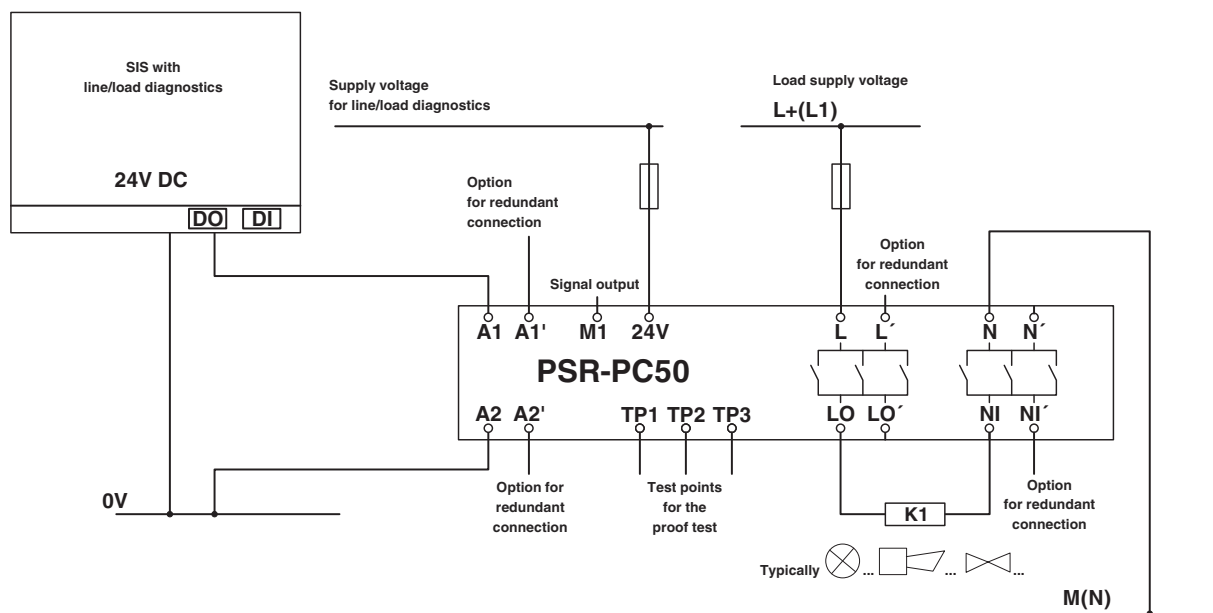 SIS with
line/load diagnostics
24V DC
DO DI
Supply voltage
for line/load diagnostics
Load supply voltage
L+(L1)
Option
for redundant
connection
Signal output
Option
for redundant
connection
A1 A1' M1 24V L L´ N N´
PSR-PC50
A2 A2' TP1 TP2 TP3 LO LO´ NI NI´
0V
Option for
redundant
connection
Test points
for the
proof test
K1
Option
for redundant
connection
Typically ... ... ...
M(N)